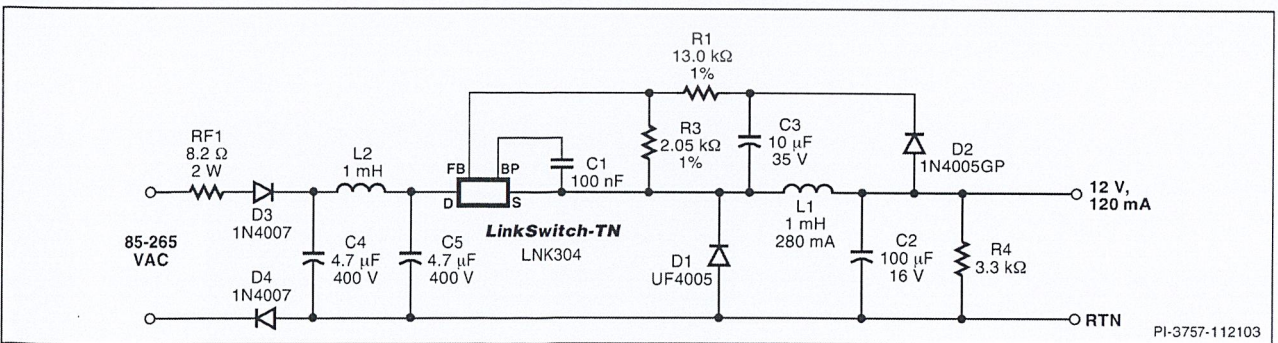 R1
13.0 kΩ
1%
RF1
8.2 Ω
2 W
L2
1 mH
D3
1N4007
85-265
VAC
D4
1N4007
C4
4.7 µF
400 V
C5
4.7 µF
400 V
FB
BP
D
S
C1
100 nF
LinkSwitch-TN
LNK304
R3
2.05 kΩ
1%
C3
10 µF
35 V
D2
1N4005GP
D1
UF4005
L1
1 mH
280 mA
C2
100 µF
16 V
R4
3.3 kΩ
12 V,
120 mA
RTN
PI-3757-112103